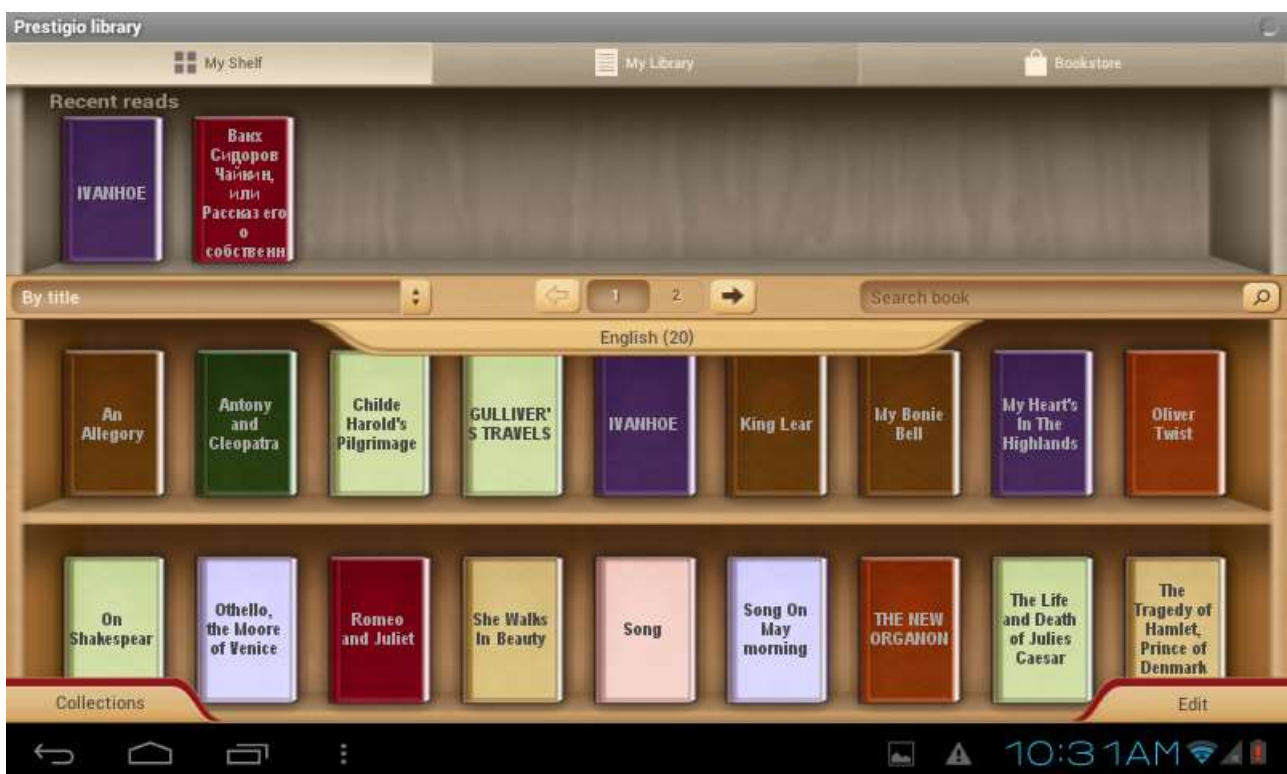 Prestigio library
My Shelf
My Library
Bookstore
Recent reads
IVANHOE
Ванх
Сидоров
Чайкин,
или
Рассказ его
о
собственн
By title
1
2
Search book
English (20)
An
Allegory
Antony
and
Cleopatra
Childe
Harold's
Pilgrimage
GULLIVER'
S TRAVELS
IVANHOE
King Lear
My Bonie
Bell
My Heart's
In The
Highlands
Oliver
Twist
On
Shakespear
Othello,
the Moore
of Venice
Romeo
and Juliet
She Walks
In Beauty
Song
Song On
May
morning
THE NEW
ORGANON
The Life
and Death
of Julies
Caesar
The
Tragedy of
Hamlet,
Prince of
Denmark
Collections
Edit
10:31AM